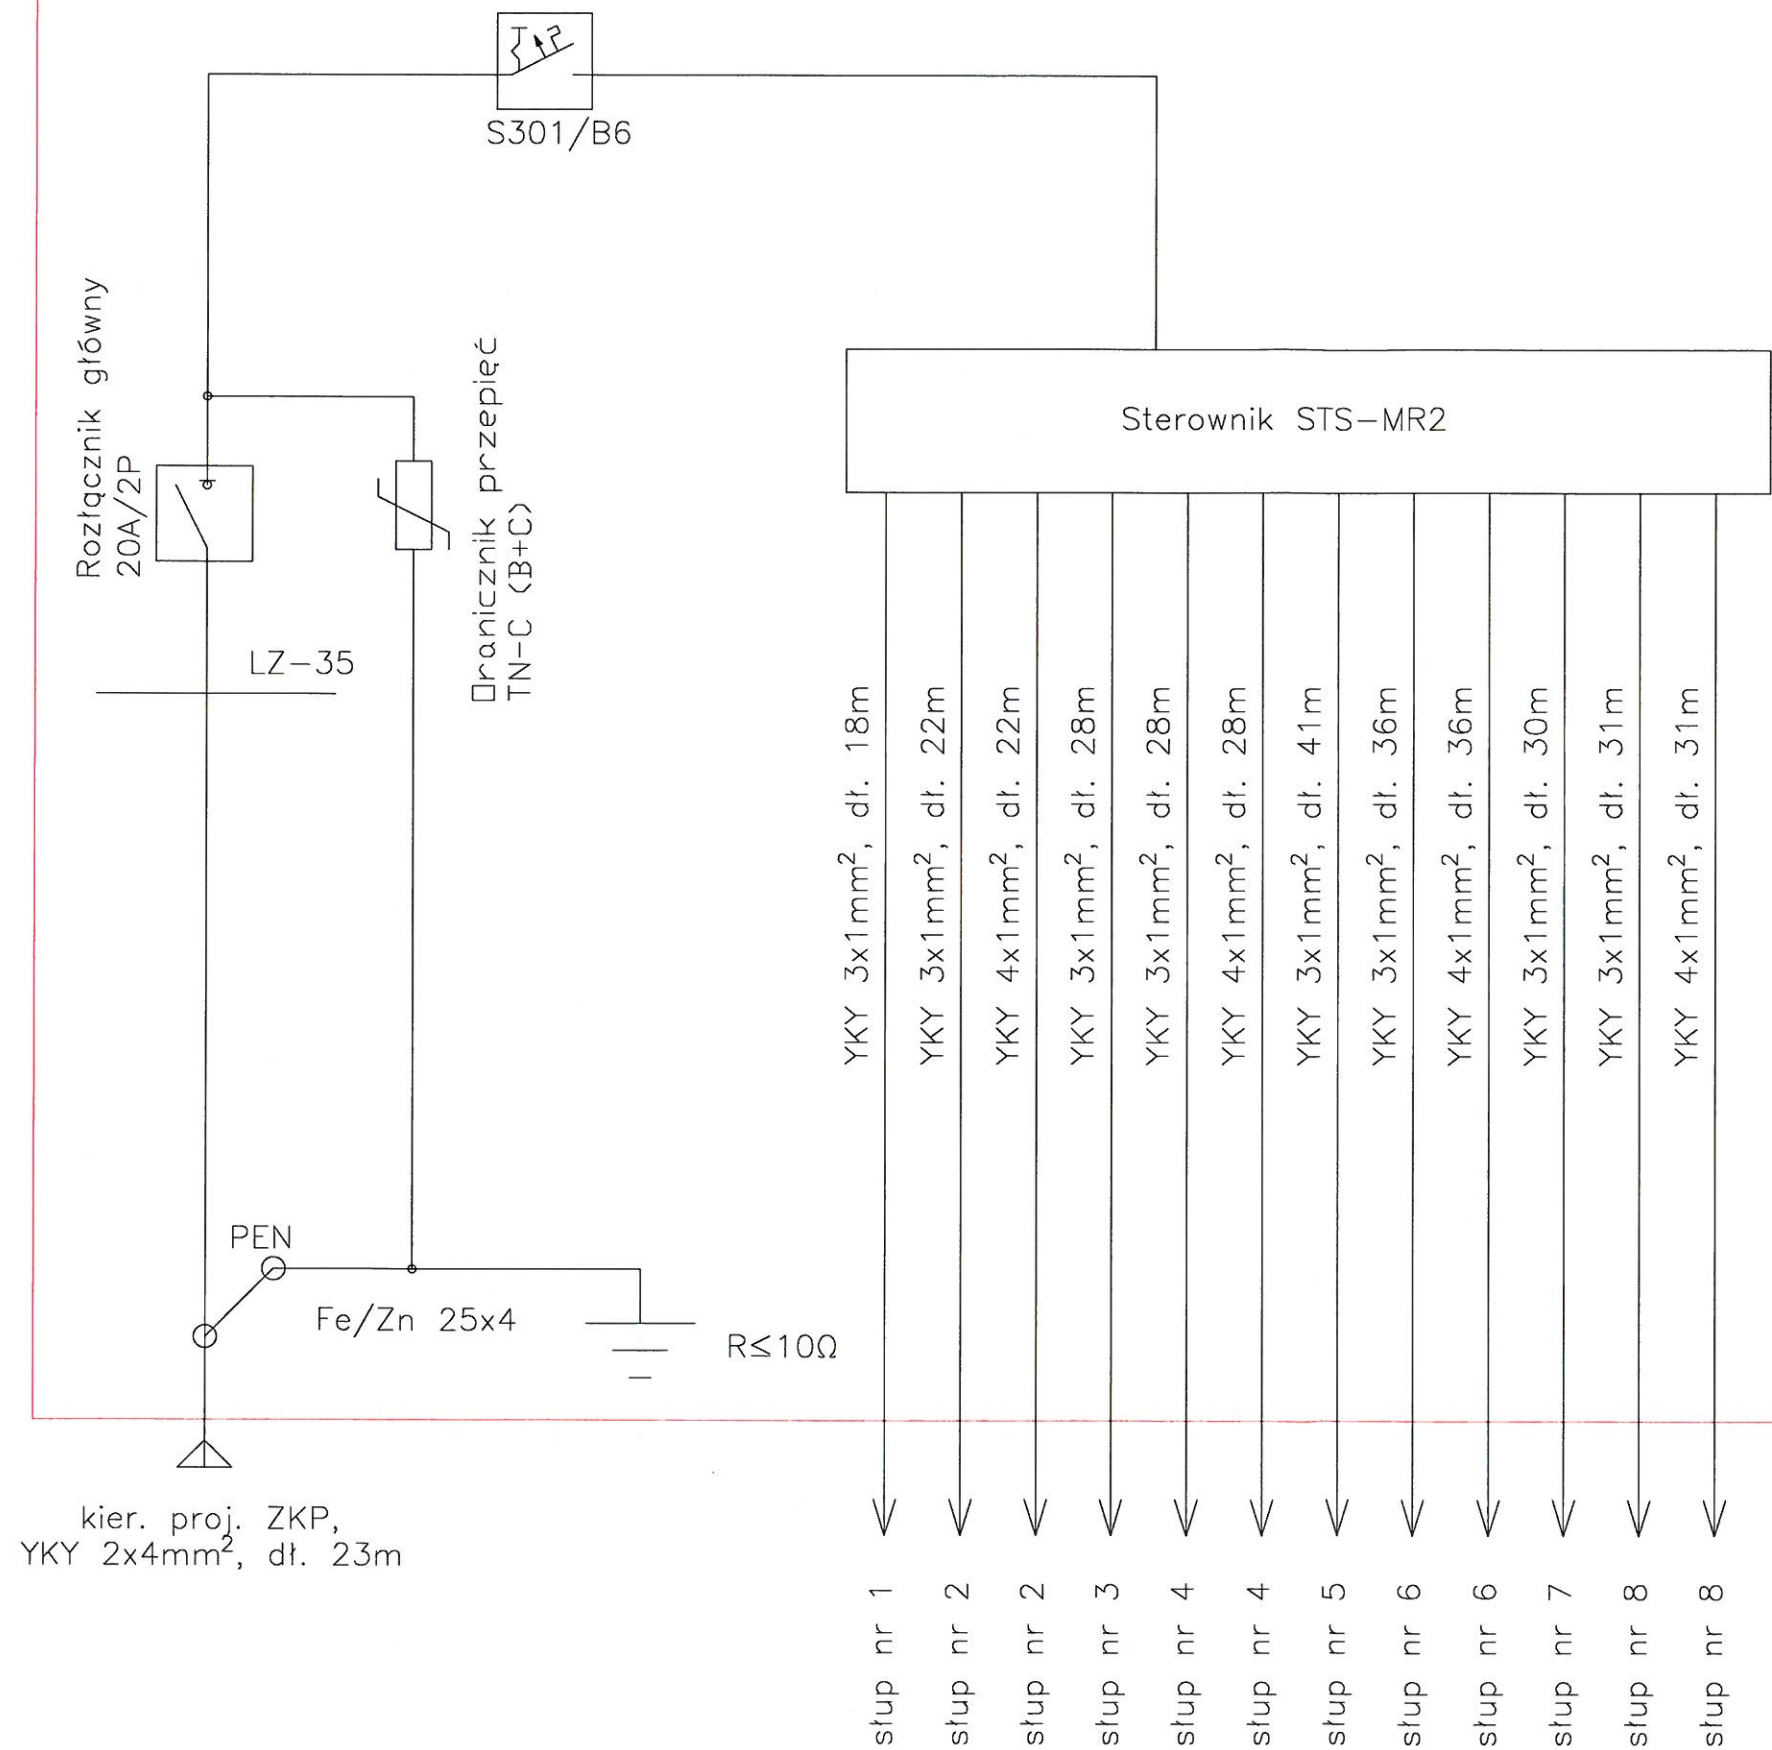 S301/B6
Rozłącznik główny
20A/2P
Oranicznik przepięć
TN-C (B+C)
Sterownik STS-MR2
LZ-35
YKY 3x1mm², dł. 18m
YKY 3x1mm², dł. 22m
YKY 4x1mm², dł. 22m
YKY 3x1mm², dł. 28m
YKY 3x1mm², dł. 28m
YKY 4x1mm², dł. 28m
YKY 3x1mm², dł. 41m
YKY 3x1mm², dł. 36m
YKY 4x1mm², dł. 36m
YKY 3x1mm², dł. 30m
YKY 3x1mm², dł. 31m
YKY 4x1mm², dł. 31m
PEN
Fe/Zn 25x4
R≤10Ω
kier. proj. ZKP,
YKY 2x4mm², dł. 23m
słup nr 1
słup nr 2
słup nr 2
słup nr 3
słup nr 4
słup nr 4
słup nr 5
słup nr 6
słup nr 6
słup nr 7
słup nr 8
słup nr 8